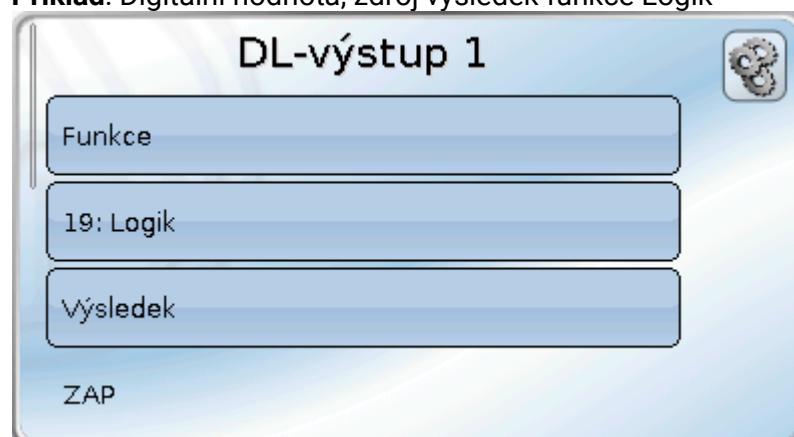 Příklad: Digitální hodnota, zdroj výsledek funkce Logik
DL-výstup 1
Funkce
19: Logik
Výsledek
ZAP